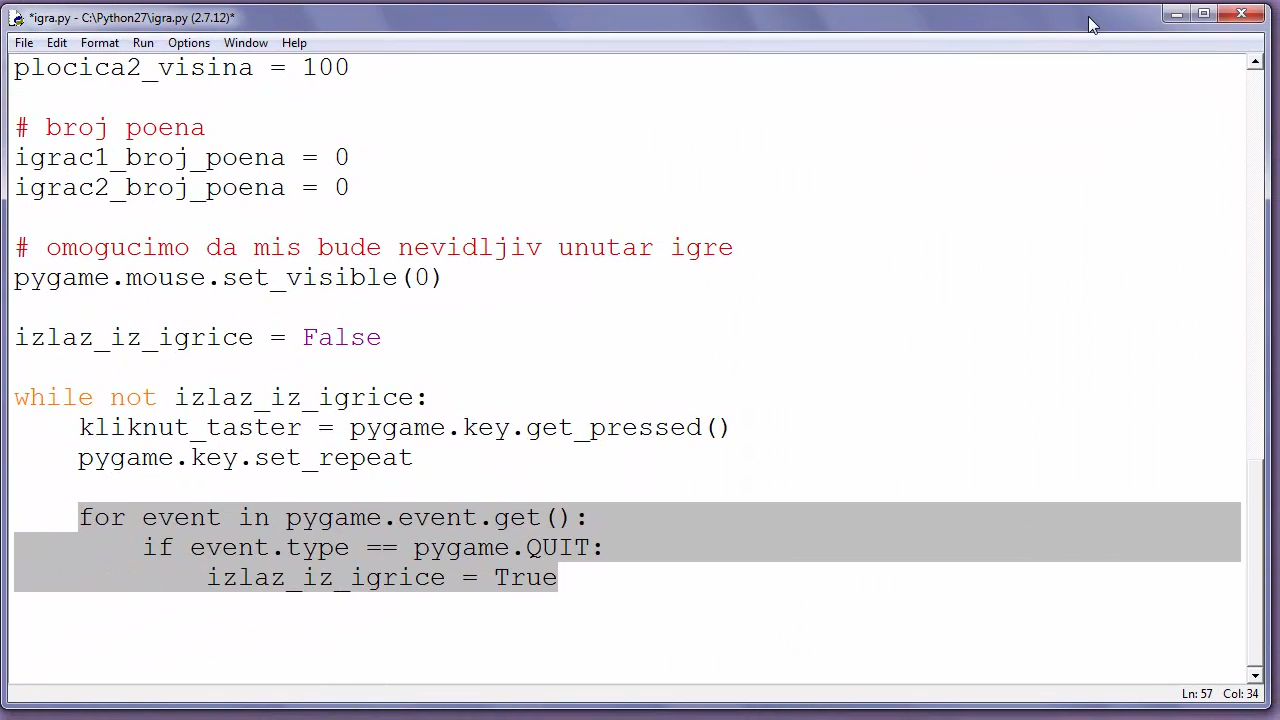 *igra.py - C:\Python27\igra.py (2.7.12)*
File Edit Format Run Options Window Help
plocica2_visina = 100
# broj poena
igrac1_broj_poena = 0
igrac2_broj_poena = 0
# omogucimo da mis bude nevidljiv unutar igre
pygame.mouse.set_visible(0)
izlaz_iz_igrice = False
while not izlaz_iz_igrice:
kliknut_taster = pygame.key.get_pressed()
pygame.key.set_repeat
for event in pygame.event.get():
if event.type == pygame.QUIT:
izlaz_iz_igrice = True
Ln: 57 Col: 34